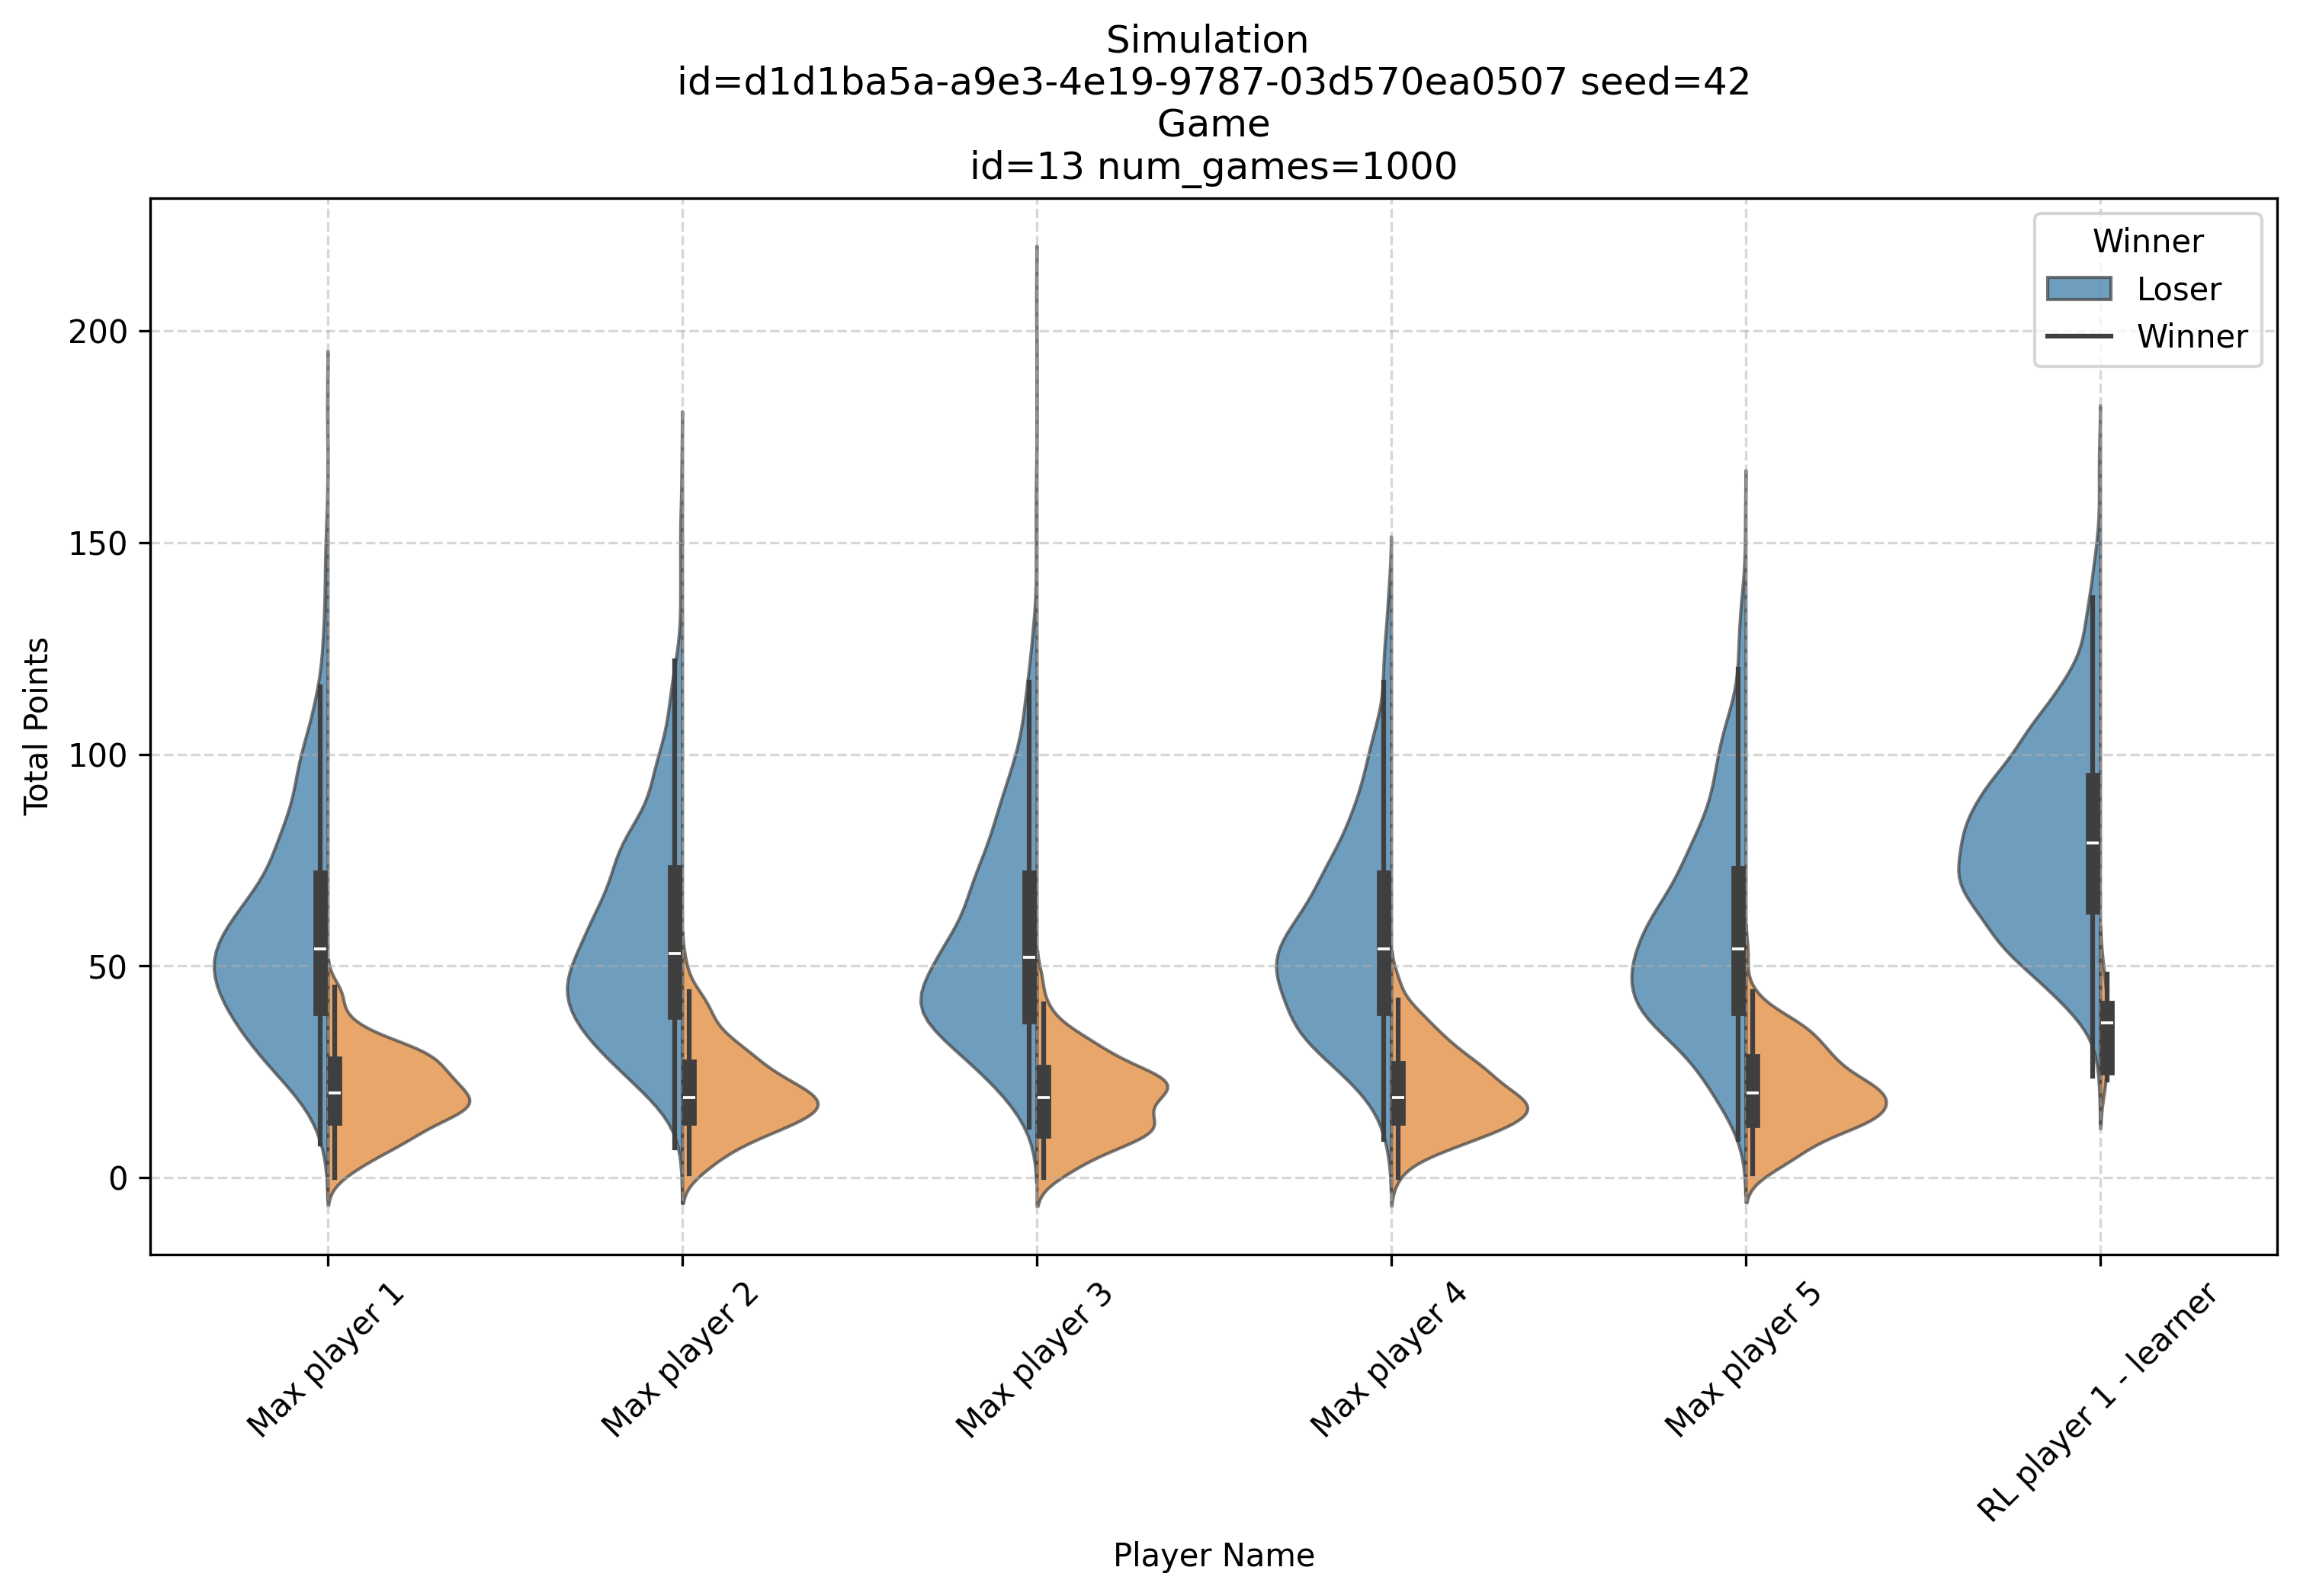 Simulation
id=d1d1ba5a-a9e3-4e19-9787-03d570ea0507 seed=42
Game
id=13 num_games=1000
Winner
Loser
Winner
200
150
100
50
0
Total Points
Max player 1
Max player 2
Max player 3
Max player 4
Max player 5
RL player 1 - learner
Player Name